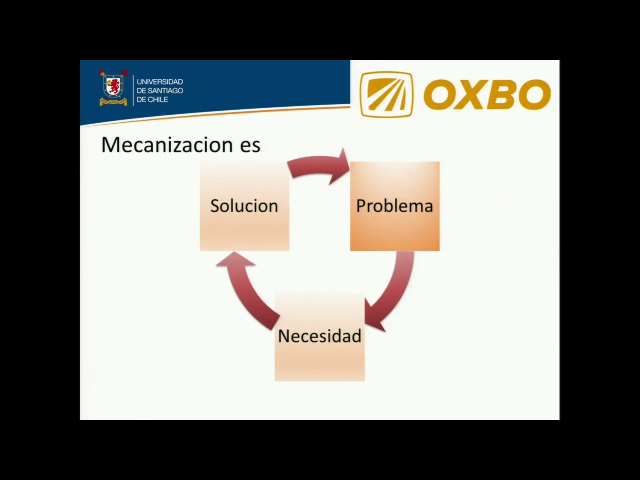 UNIVERSIDAD
DE SANTIAGO
DE CHILE
OXBO
Mecanizacion es
Solucion
Problema
Necesidad